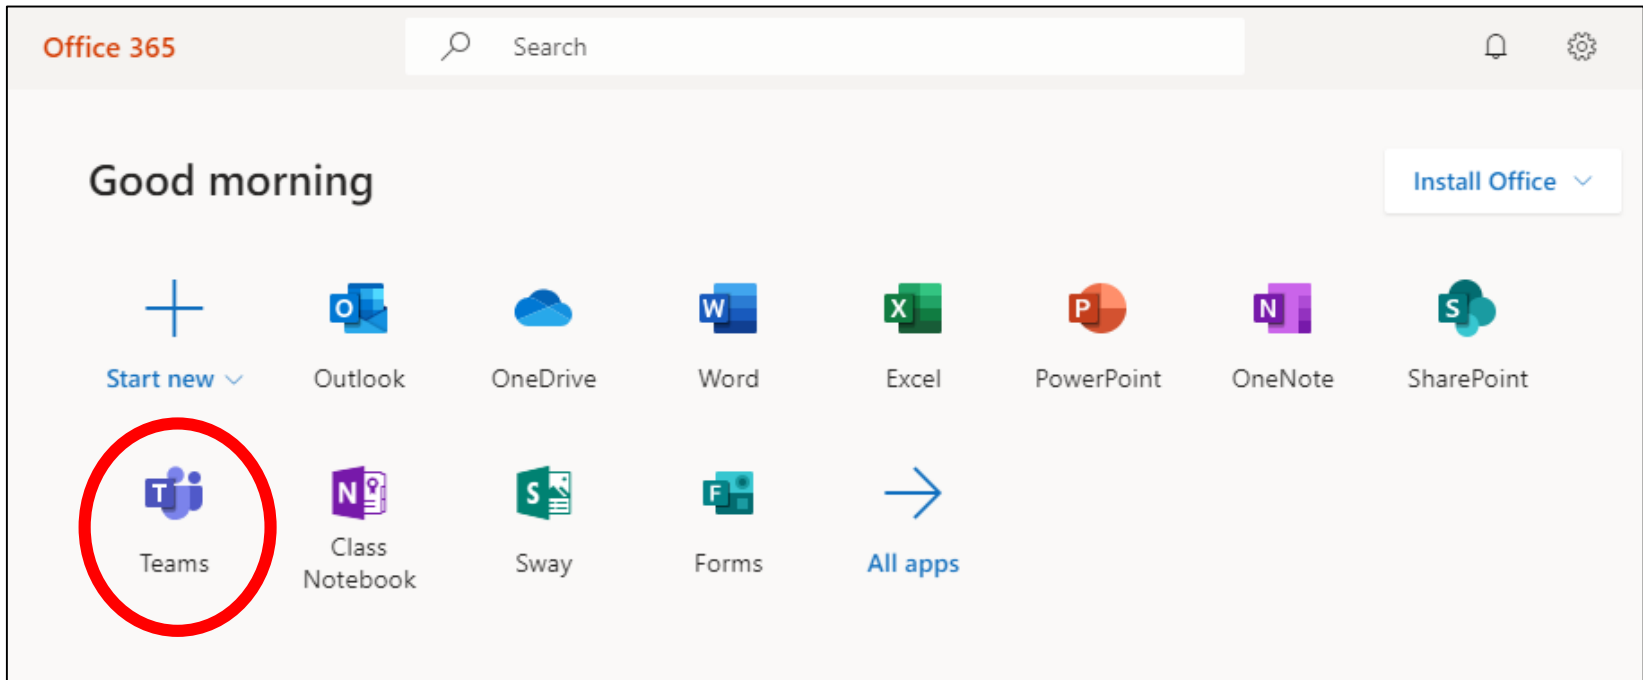 Office 365
Search
Good morning
Install Office
Start new
Outlook
OneDrive
Word
Excel
PowerPoint
OneNote
SharePoint
Teams
Class
Notebook
Sway
Forms
All apps